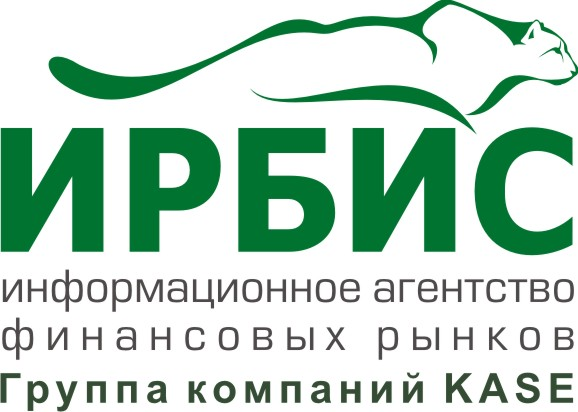 ИРБИС
информационное агентство
финансовых рынков
Группа компаний KASE